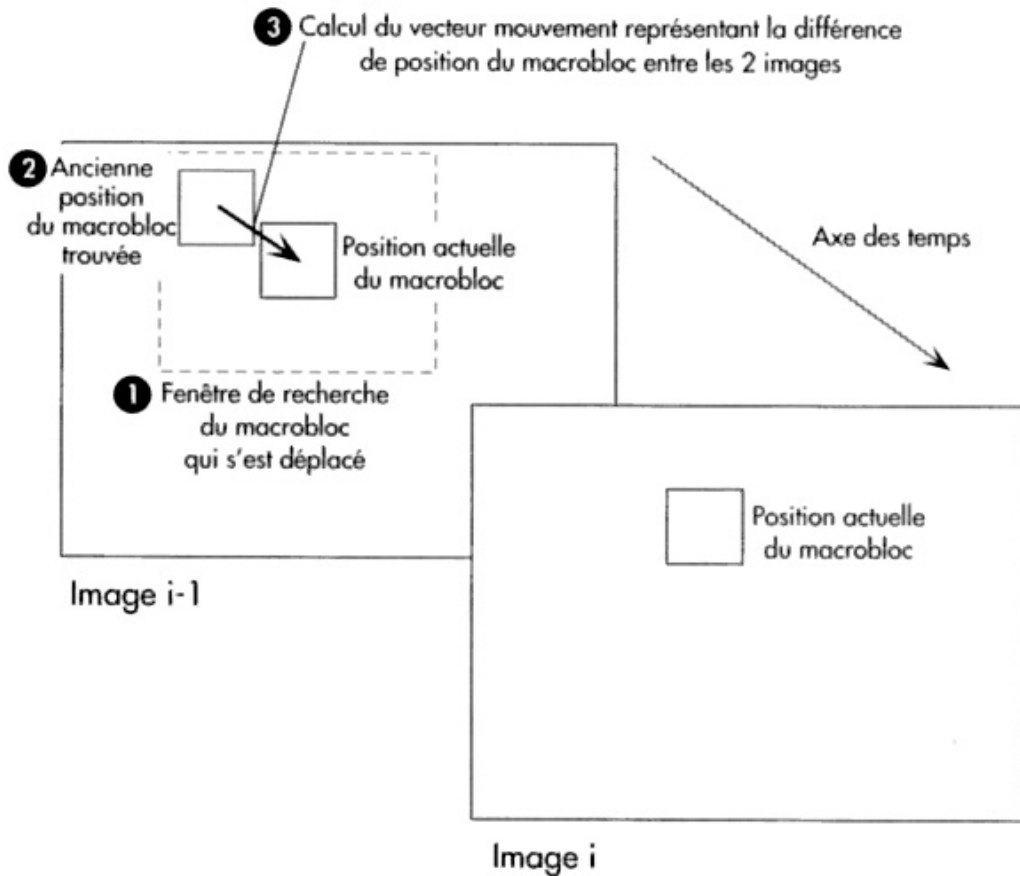 3 Calcul du vecteur mouvement représentant la différence
de position du macrobloc entre les 2 images
2 Ancienne
position
du macrobloc
trouvée
Position actuelle
du macrobloc
Axe des temps
1 Fenêtre de recherche
du macrobloc
qui s'est déplacé
Position actuelle
du macrobloc
Image i-1
Image i